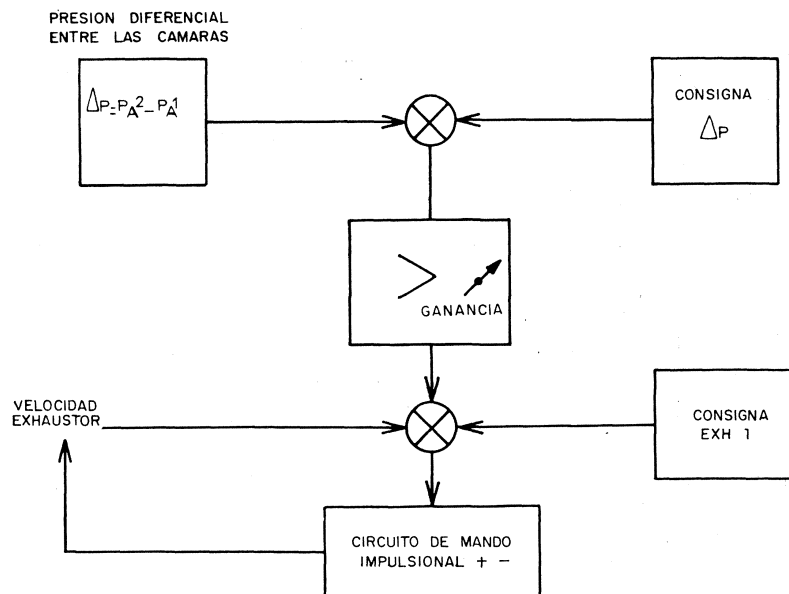 PRESION DIFERENCIAL
ENTRE LAS CAMARAS
ΔP=PA2-PA1
CONSIGNA
ΔP
GANANCIA
VELOCIDAD
EXHAUSTOR
CONSIGNA
EXH 1
CIRCUITO DE MANDO
IMPULSIONAL + -